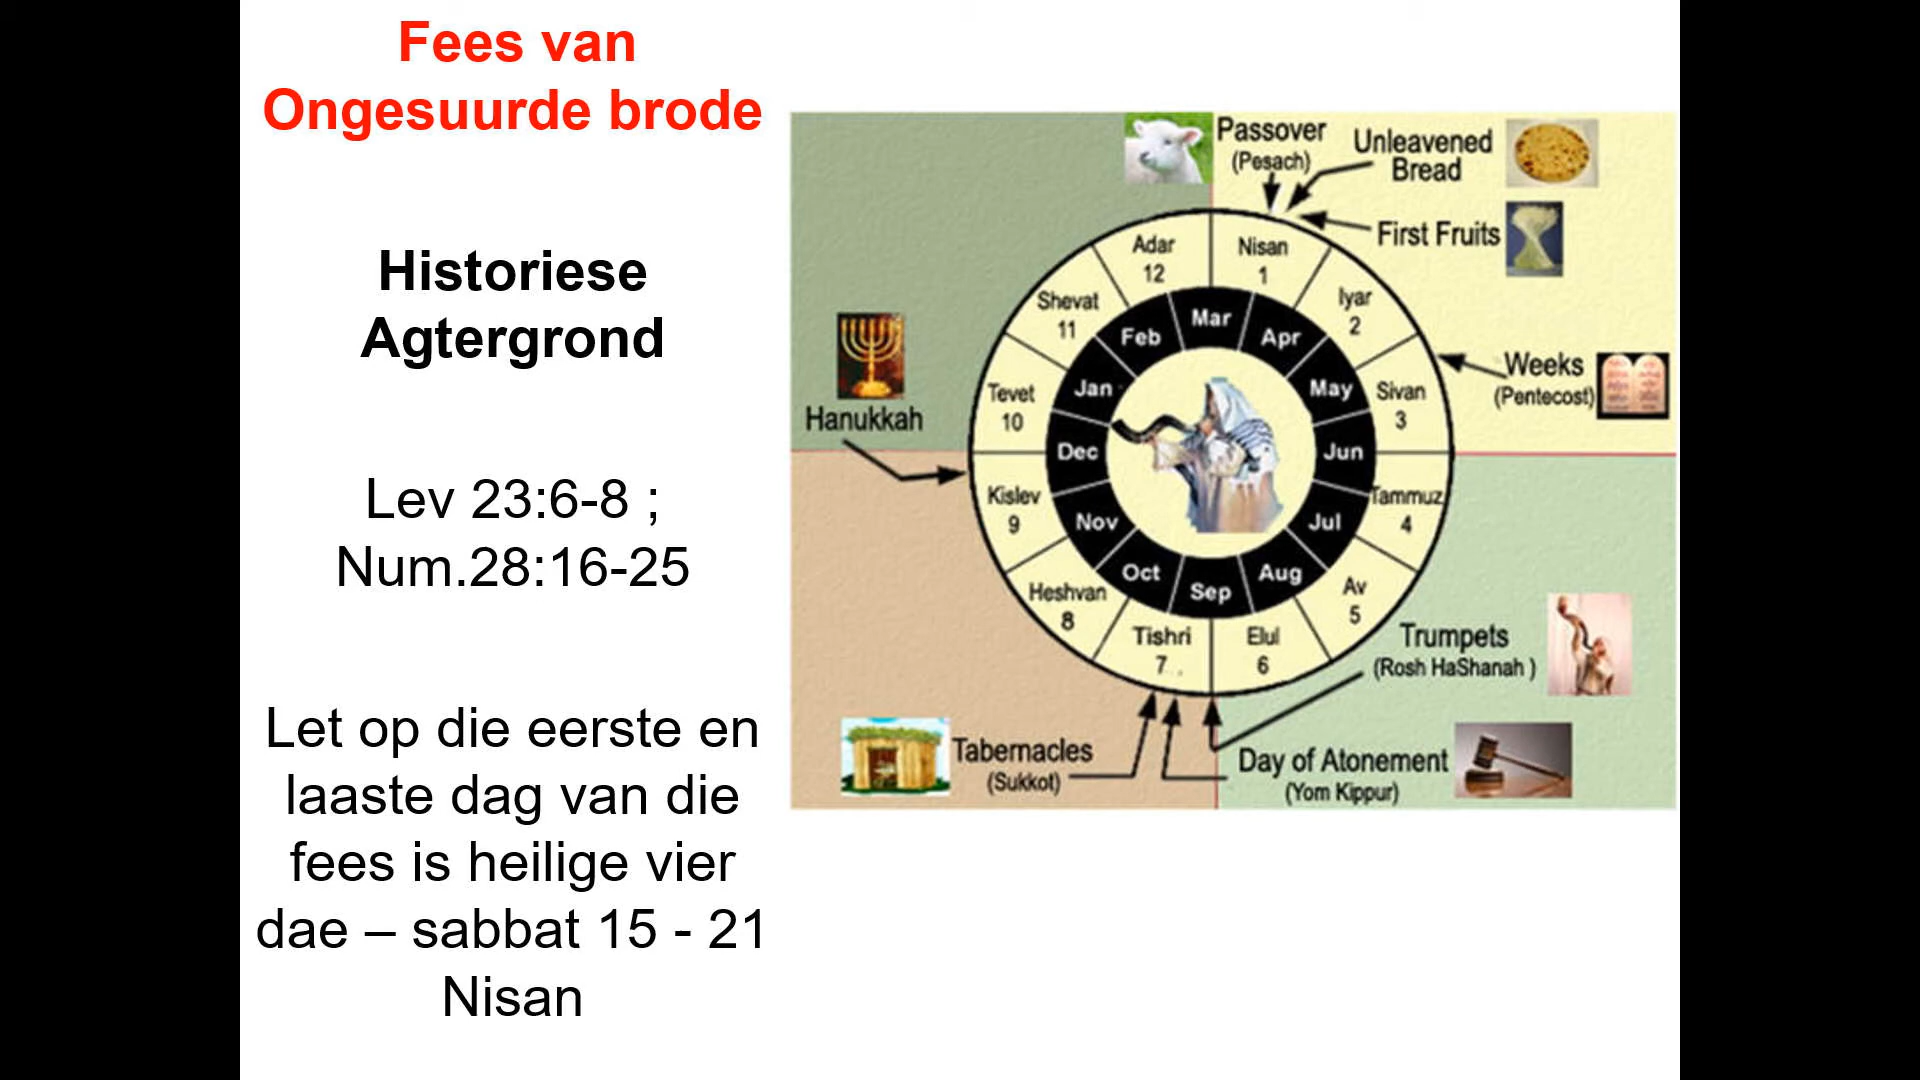 Fees van
Ongesuurde brode
Historiese
Agtergrond
Lev 23:6-8 ;
Num.28:16-25
Let op die eerste en
laaste dag van die
fees is heilige vier
dae – sabbat 15 - 21
Nisan
Passover
(Pesach)
Unleavened
Bread
First Fruits
Weeks
(Pentecost)
Trumpets
(Rosh HaShanah )
Day of Atonement
(Yom Kippur)
Tabernacles
(Sukkot)
Hanukkah
Nisan
1
Iyar
2
Sivan
3
Tammuz
4
Av
5
Elul
6
Tishri
7
Heshvan
8
Kislev
9
Tevet
10
Shevat
11
Adar
12
Mar
Apr
May
Jun
Jul
Aug
Sep
Oct
Nov
Dec
Jan
Feb